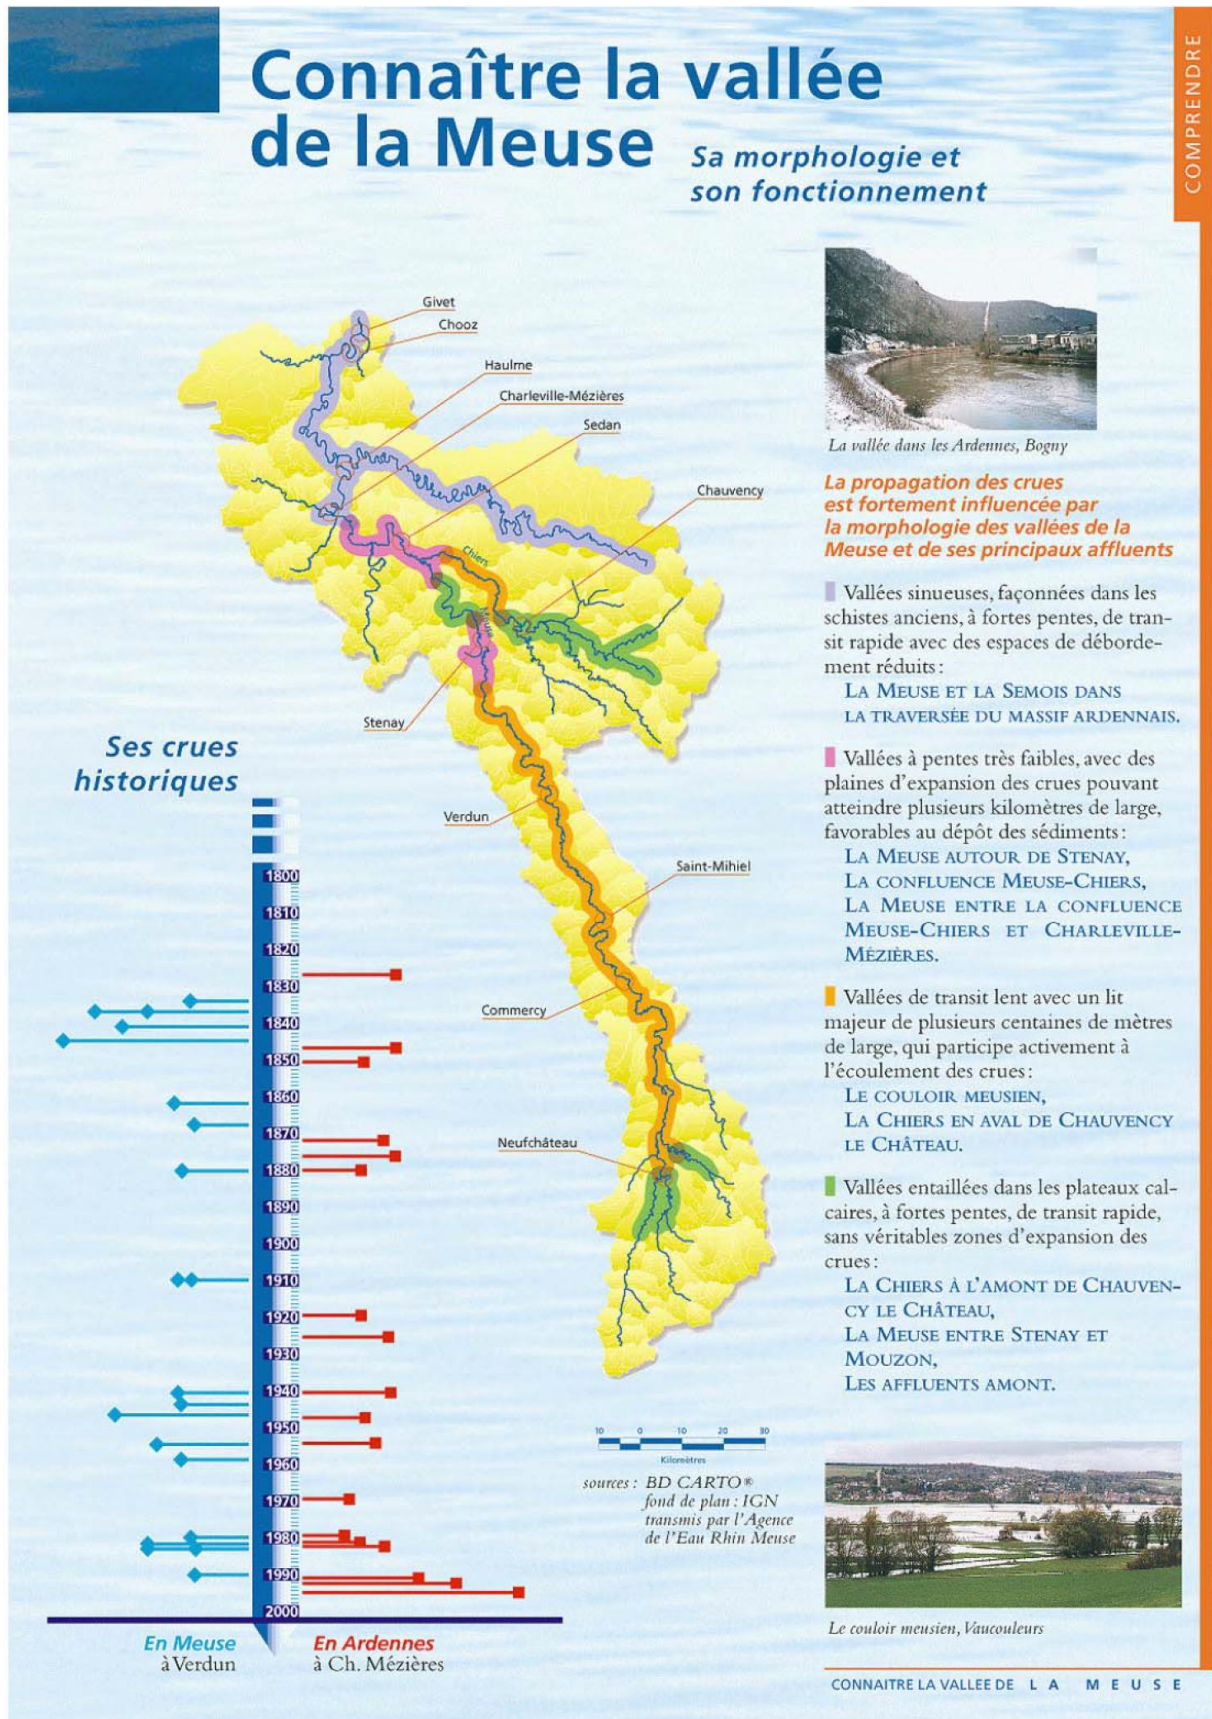 COMPRENDRE
Connaître la vallée
de la Meuse
Sa morphologie et
son fonctionnement
Givet
Chooz
Haulme
Charleville-Mézières
Sedan
Chauvency
Chiers
Meuse
Stenay
Verdun
Saint-Mihiel
Commercy
Neufchâteau
La vallée dans les Ardennes, Bogny
La propagation des crues
est fortement influencée par
la morphologie des vallées de la
Meuse et de ses principaux affluents
Vallées sinueuses, façonnées dans les
schistes anciens, à fortes pentes, de tran-
sit rapide avec des espaces de déborde-
ment réduits :
LA MEUSE ET LA SEMOIS DANS
LA TRAVERSÉE DU MASSIF ARDENNAIS.
Vallées à pentes très faibles, avec des
plaines d'expansion des crues pouvant
atteindre plusieurs kilomètres de large,
favorables au dépôt des sédiments :
LA MEUSE AUTOUR DE STENAY,
LA CONFLUENCE MEUSE-CHIERS,
LA MEUSE ENTRE LA CONFLUENCE
MEUSE-CHIERS ET CHARLEVILLE-
MÉZIÈRES.
Vallées de transit lent avec un lit
majeur de plusieurs centaines de mètres
de large, qui participe activement à
l'écoulement des crues :
LE COULOIR MEUSIEN,
LA CHIERS EN AVAL DE CHAUVENCY
LE CHÂTEAU.
Vallées entaillées dans les plateaux cal-
caires, à fortes pentes, de transit rapide,
sans véritables zones d'expansion des
crues :
LA CHIERS À L'AMONT DE CHAUVEN-
CY LE CHÂTEAU,
LA MEUSE ENTRE STENAY ET
MOUZON,
LES AFFLUENTS AMONT.
Ses crues
historiques
1800
1810
1820
1830
1840
1850
1860
1870
1880
1890
1900
1910
1920
1930
1940
1950
1960
1970
1980
1990
2000
En Meuse
à Verdun
En Ardennes
à Ch. Mézières
10 0 10 20 30
Kilomètres
sources : BD CARTO®
fond de plan : IGN
transmis par l'Agence
de l'Eau Rhin Meuse
Le couloir meusien, Vaucouleurs
CONNAITRE LA VALLEE DE LA MEUSE